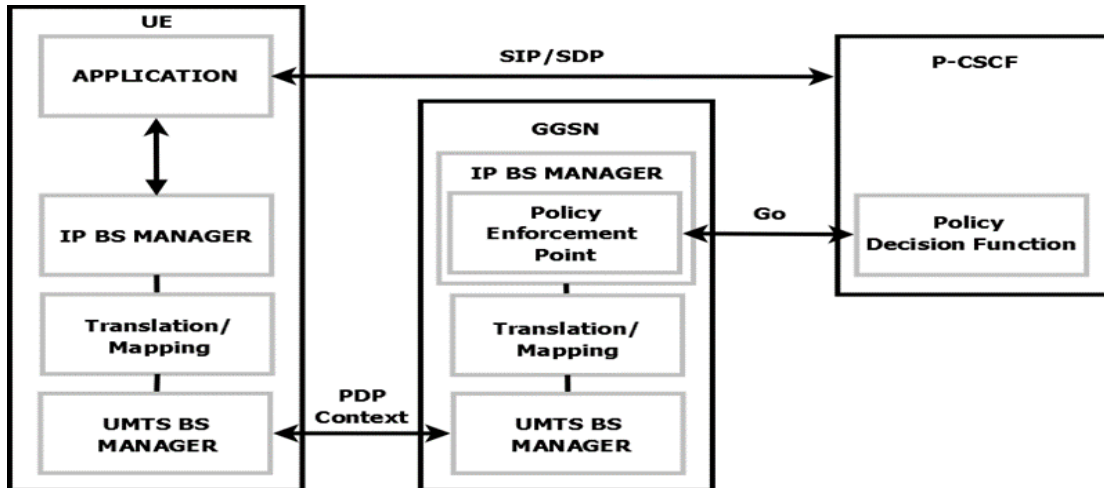 UE
APPLICATION
SIP/SDP
P-CSCF
GGSN
IP BS MANAGER
Policy
Enforcement
Point
Go
Policy
Decision Function
IP BS MANAGER
Translation/
Mapping
Translation/
Mapping
PDP
Context
UMTS BS
MANAGER
UMTS BS
MANAGER